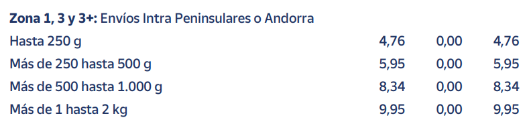 Zona 1, 3 y 3+: Envíos Intra Peninsulares o Andorra
Hasta 250 g 4,76 0,00 4,76
Más de 250 hasta 500 g 5,95 0,00 5,95
Más de 500 hasta 1.000 g 8,34 0,00 8,34
Más de 1 hasta 2 kg 9,95 0,00 9,95